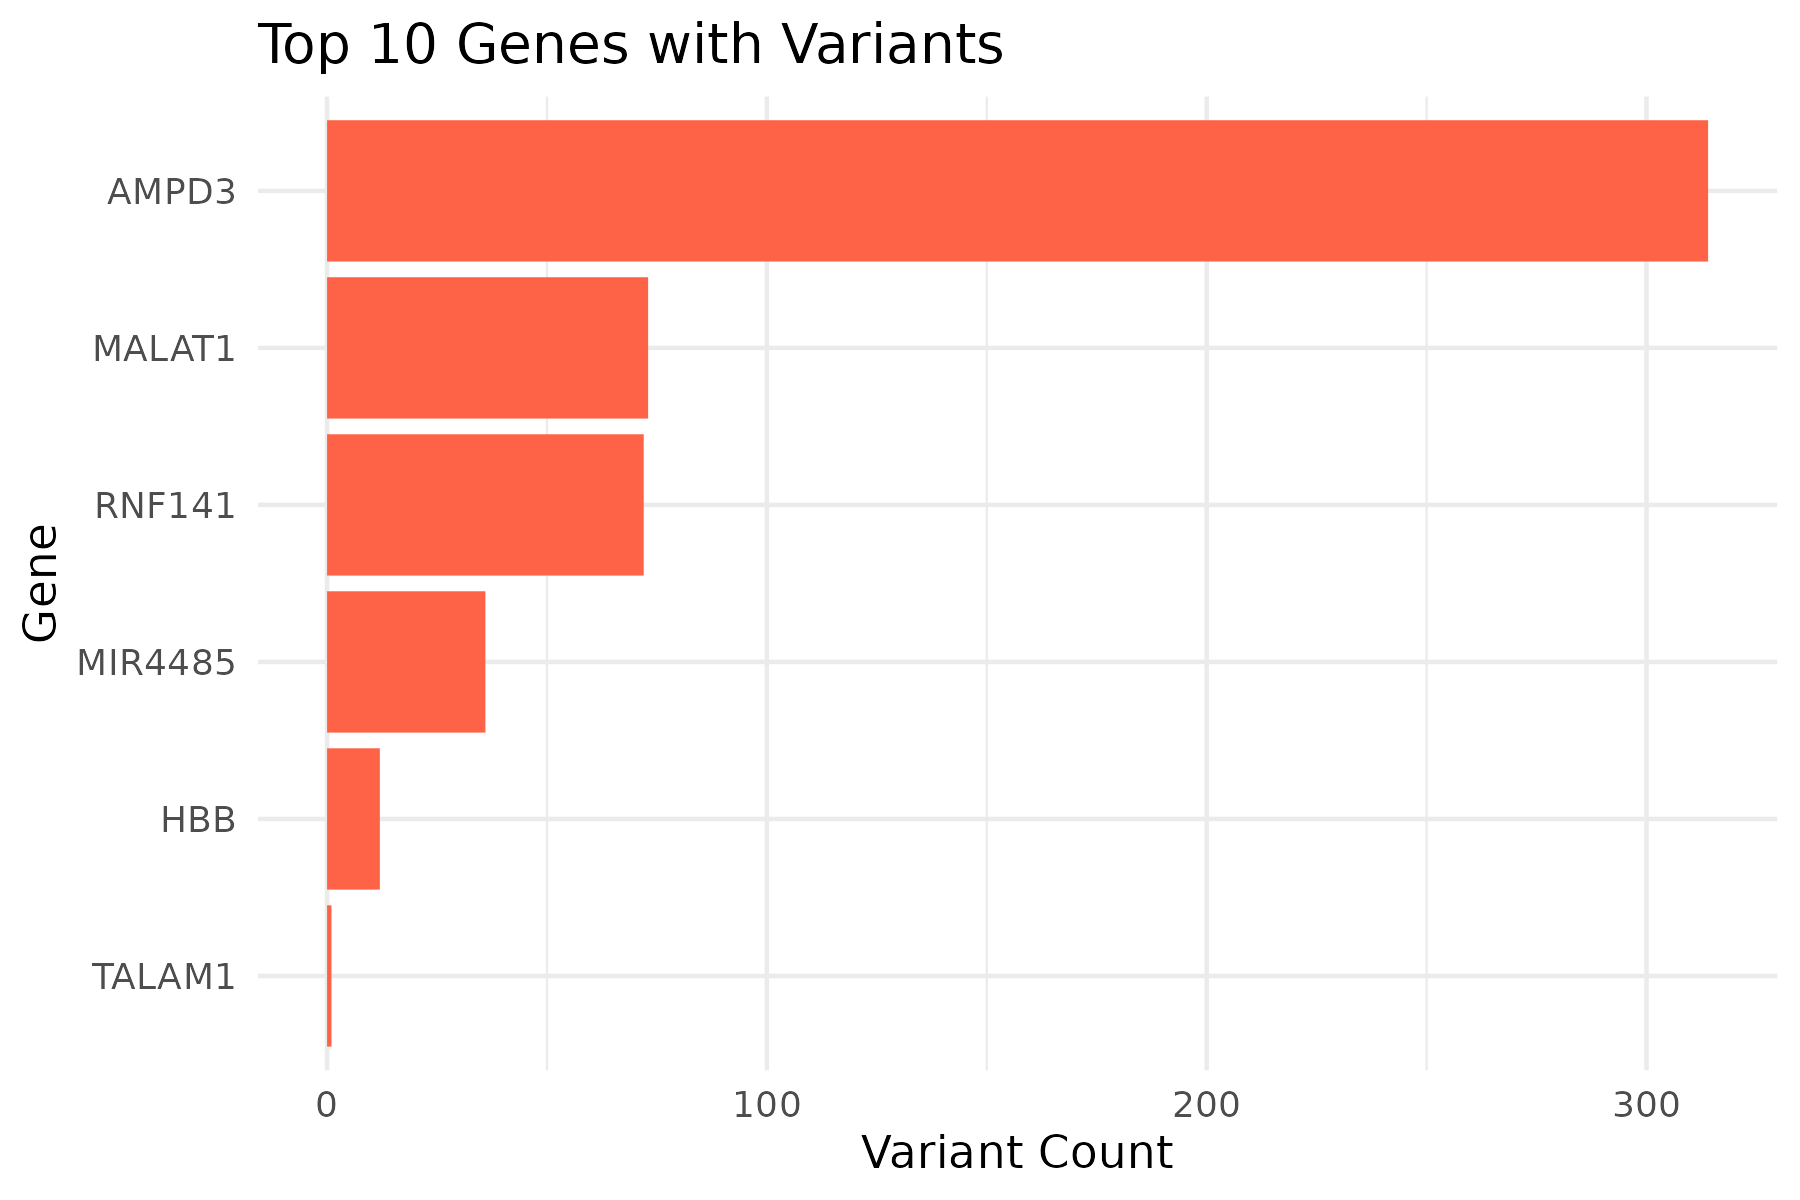 Top 10 Genes with Variants
Gene
AMPD3
MALAT1
RNF141
MIR4485
HBB
TALAM1
0 100 200 300
Variant Count